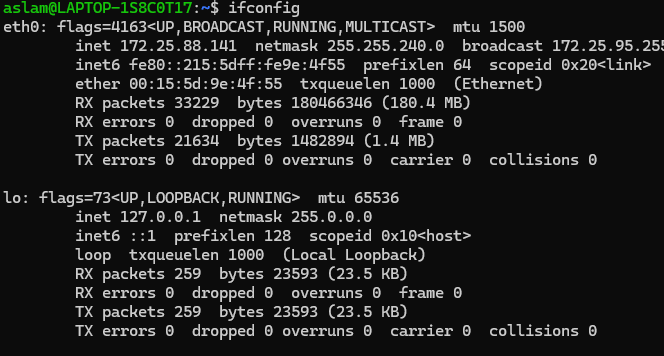 aslam@LAPTOP-1S8C0T17:~$ ifconfig
eth0: flags=4163<UP,BROADCAST,RUNNING,MULTICAST>  mtu 1500
        inet 172.25.88.141  netmask 255.255.240.0  broadcast 172.25.95.255
        inet6 fe80::215:5dff:fe9e:4f55  prefixlen 64  scopeid 0x20<link>
        ether 00:15:5d:9e:4f:55  txqueuelen 1000  (Ethernet)
        RX packets 33229  bytes 180466346 (180.4 MB)
        RX errors 0  dropped 0  overruns 0  frame 0
        TX packets 21634  bytes 1482894 (1.4 MB)
        TX errors 0  dropped 0 overruns 0  carrier 0  collisions 0

lo: flags=73<UP,LOOPBACK,RUNNING>  mtu 65536
        inet 127.0.0.1  netmask 255.0.0.0
        inet6 ::1  prefixlen 128  scopeid 0x10<host>
        loop  txqueuelen 1000  (Local Loopback)
        RX packets 259  bytes 23593 (23.5 KB)
        RX errors 0  dropped 0  overruns 0  frame 0
        TX packets 259  bytes 23593 (23.5 KB)
        TX errors 0  dropped 0 overruns 0  carrier 0  collisions 0